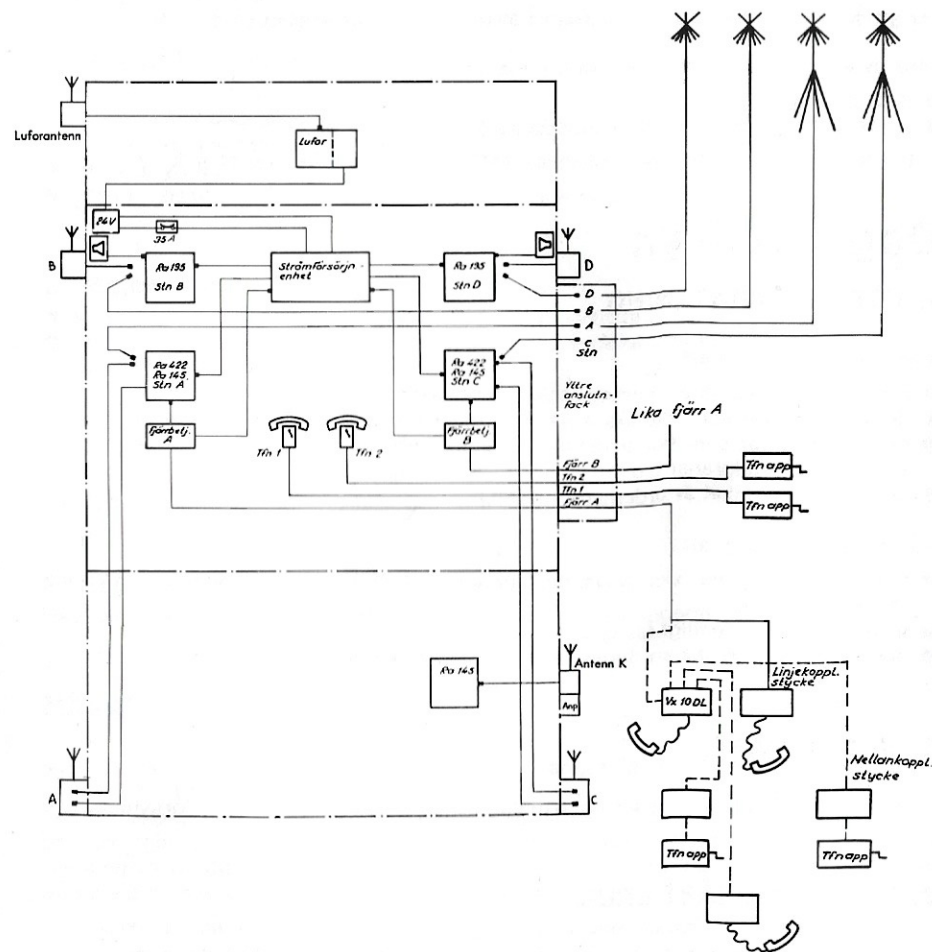 Luforantenn
Lufor
24V
35A
B
Ra 195
Stn B
Strömförsörjn-
enhet
Ra 195
Stn D
D
D
B
A
C
Stn
Ra 422
Ra 145
Stn A
Ra 422
Ra 145
Stn C
Yttre
anslutn-
fack
Fjärrbetj.
A
Tfn 1
Tfn 2
Fjärrbetj
B
Lika fjärr A
Fjärr B
Tfn 2
Tfn 1
Fjärr A
Tfn app
Tfn app
Ra 145
Antenn K
Anp
Vx 10 DL
Linjekoppl.
stycke
Mellankoppl.
stycke
A
C
Tfn app
Tfn app